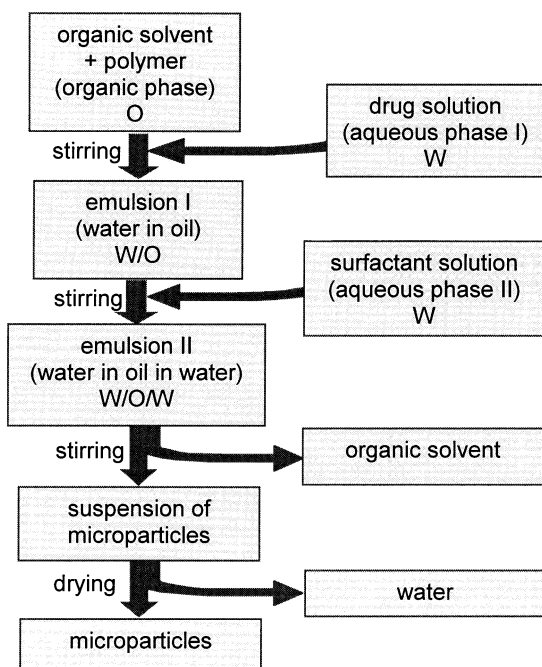 organic solvent
+ polymer
(organic phase)
O
drug solution
(aqueous phase I)
W
stirring
emulsion I
(water in oil)
W/O
surfactant solution
(aqueous phase II)
W
stirring
emulsion II
(water in oil in water)
W/O/W
stirring
organic solvent
suspension of
microparticles
drying
water
microparticles